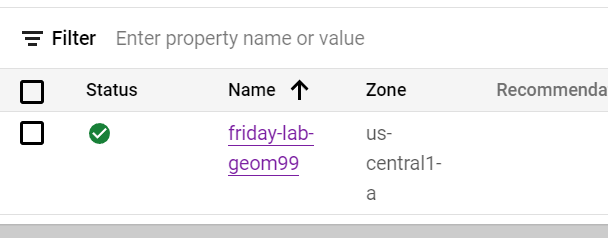 Filter Enter property name or value
Status Name Zone Recommenda
friday-lab- us-
geom99 central1-
a